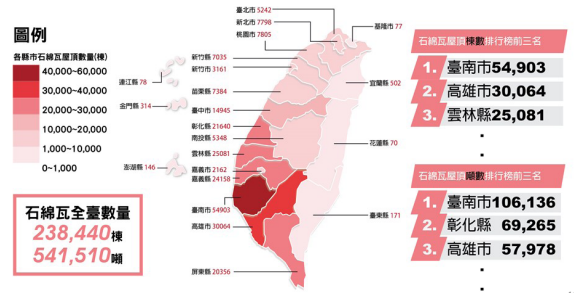 圖例
各縣市石綿瓦屋頂數量(棟)
40,000~60,000
30,000~40,000
20,000~30,000
10,000~20,000
1,000~10,000
0~1,000
石綿瓦全臺數量
238,440棟
541,510噸
連江縣 78
金門縣 314
澎湖縣 146
臺北市 5242
新北市 7798
桃園市 7805
基隆市 77
新竹縣 7035
新竹市 3161
苗栗縣 7384
臺中市 14945
彰化縣 21640
南投縣 5348
雲林縣 25081
嘉義市 2162
嘉義縣 24158
臺南市 54903
高雄市 30064
屏東縣 20356
宜蘭縣 502
花蓮縣 70
臺東縣 171
石綿瓦屋頂棟數排行榜前三名
1. 臺南市54,903
2. 高雄市30,064
3. 雲林縣25,081
石綿瓦屋頂噸數排行榜前三名
1. 臺南市106,136
2. 彰化縣 69,265
3. 高雄市 57,978